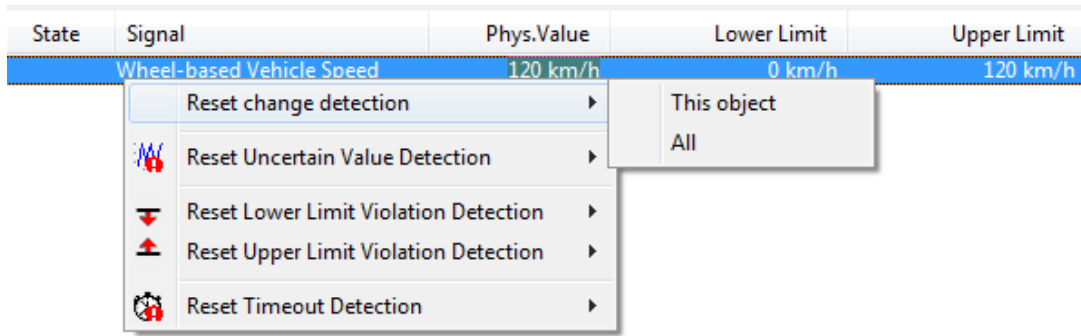 State Signal Phys.Value Lower Limit Upper Limit
Wheel-based Vehicle Speed 120 km/h 0 km/h 120 km/h
Reset change detection This object
All
Reset Uncertain Value Detection
Reset Lower Limit Violation Detection
Reset Upper Limit Violation Detection
Reset Timeout Detection